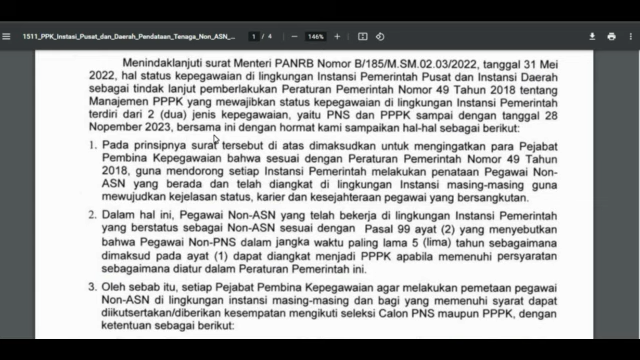 1511_PPK_Instasi_Pusat_dan_Daerah_Pendataan_Tenaga_Non_ASN_...
1 / 4
146%
Menindaklanjuti surat Menteri PANRB Nomor B/185/M.SM.02.03/2022, tanggal 31 Mei
2022, hal status kepegawaian di lingkungan Instansi Pemerintah Pusat dan Instansi Daerah
sebagai tindak lanjut pemberlakuan Peraturan Pemerintah Nomor 49 Tahun 2018 tentang
Manajemen PPPK yang mewajibkan status kepegawaian di lingkungan Instansi Pemerintah
terdiri dari 2 (dua) jenis kepegawaian, yaitu PNS dan PPPK sampai dengan tanggal 28
Nopember 2023, bersama ini dengan hormat kami sampaikan hal-hal sebagai berikut:
1. Pada prinsipnya surat tersebut di atas dimaksudkan untuk mengingatkan para Pejabat
Pembina Kepegawaian bahwa sesuai dengan Peraturan Pemerintah Nomor 49 Tahun
2018, guna mendorong setiap Instansi Pemerintah melakukan penataan Pegawai Non-
ASN yang berada dan telah diangkat di lingkungan Instansi masing-masing guna
mewujudkan kejelasan status, karier dan kesejahteraan pegawai yang bersangkutan.
2. Dalam hal ini, Pegawai Non-ASN yang telah bekerja di lingkungan Instansi Pemerintah
yang berstatus sebagai Non-ASN sesuai dengan Pasal 99 ayat (2) yang menyebutkan
bahwa Pegawai Non-PNS dalam jangka waktu paling lama 5 (lima) tahun sebagaimana
dimaksud pada ayat (1) dapat diangkat menjadi PPPK apabila memenuhi persyaratan
sebagaimana diatur dalam Peraturan Pemerintah ini.
3. Oleh sebab itu, setiap Pejabat Pembina Kepegawaian agar melakukan pemetaan pegawai
Non-ASN di lingkungan instansi masing-masing dan bagi yang memenuhi syarat dapat
diikutsertakan/diberikan kesempatan mengikuti seleksi Calon PNS maupun PPPK, dengan
ketentuan sebagai berikut: